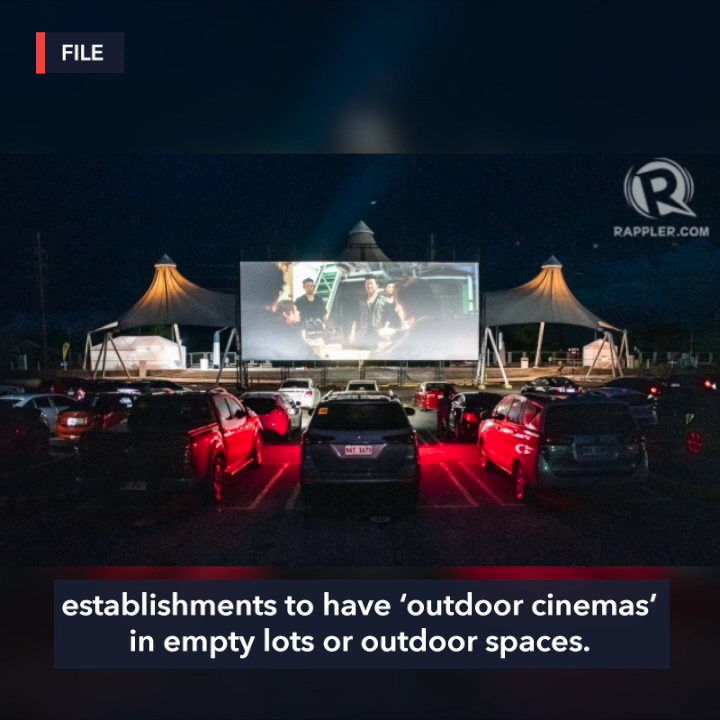 FILE
R
RAPPLER.COM
establishments to have ‘outdoor cinemas’
in empty lots or outdoor spaces.